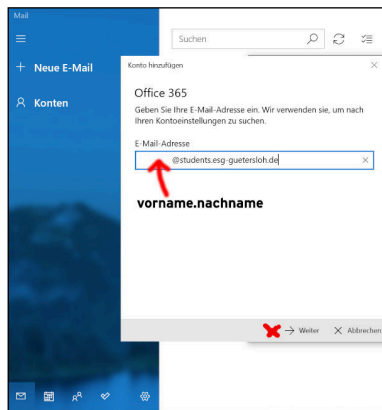 Mail
Suchen
Neue E-Mail
Konten
Konto hinzufügen
Office 365
Geben Sie Ihre E-Mail-Adresse ein. Wir verwenden sie, um nach
Ihren Kontoeinstellungen zu suchen.
E-Mail-Adresse
@students.esg-guetersloh.de
vorname.nachname
Weiter
Abbrechen